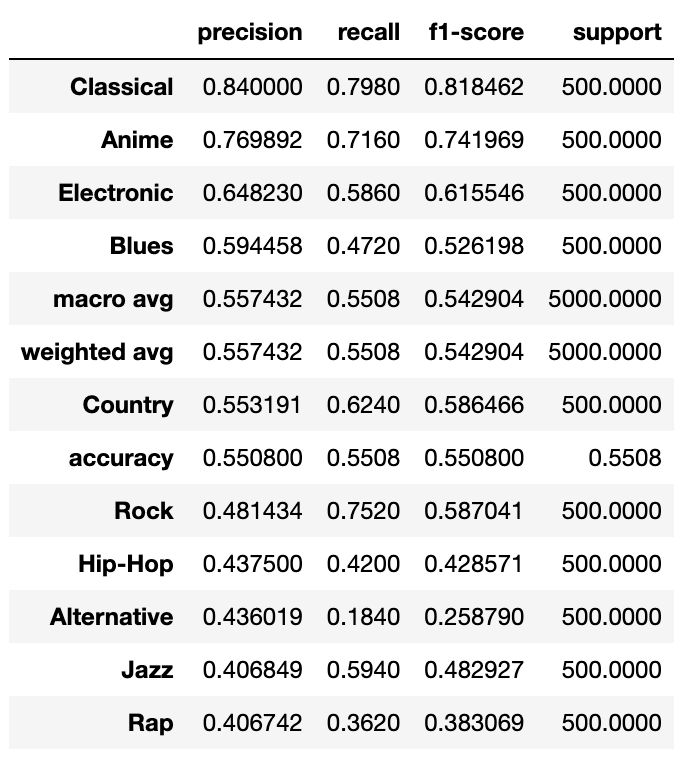 precision recall f1-score support
Classical 0.840000 0.7980 0.818462 500.0000
Anime 0.769892 0.7160 0.741969 500.0000
Electronic 0.648230 0.5860 0.615546 500.0000
Blues 0.594458 0.4720 0.526198 500.0000
macro avg 0.557432 0.5508 0.542904 5000.0000
weighted avg 0.557432 0.5508 0.542904 5000.0000
Country 0.553191 0.6240 0.586466 500.0000
accuracy 0.550800 0.5508 0.550800 0.5508
Rock 0.481434 0.7520 0.587041 500.0000
Hip-Hop 0.437500 0.4200 0.428571 500.0000
Alternative 0.436019 0.1840 0.258790 500.0000
Jazz 0.406849 0.5940 0.482927 500.0000
Rap 0.406742 0.3620 0.383069 500.0000